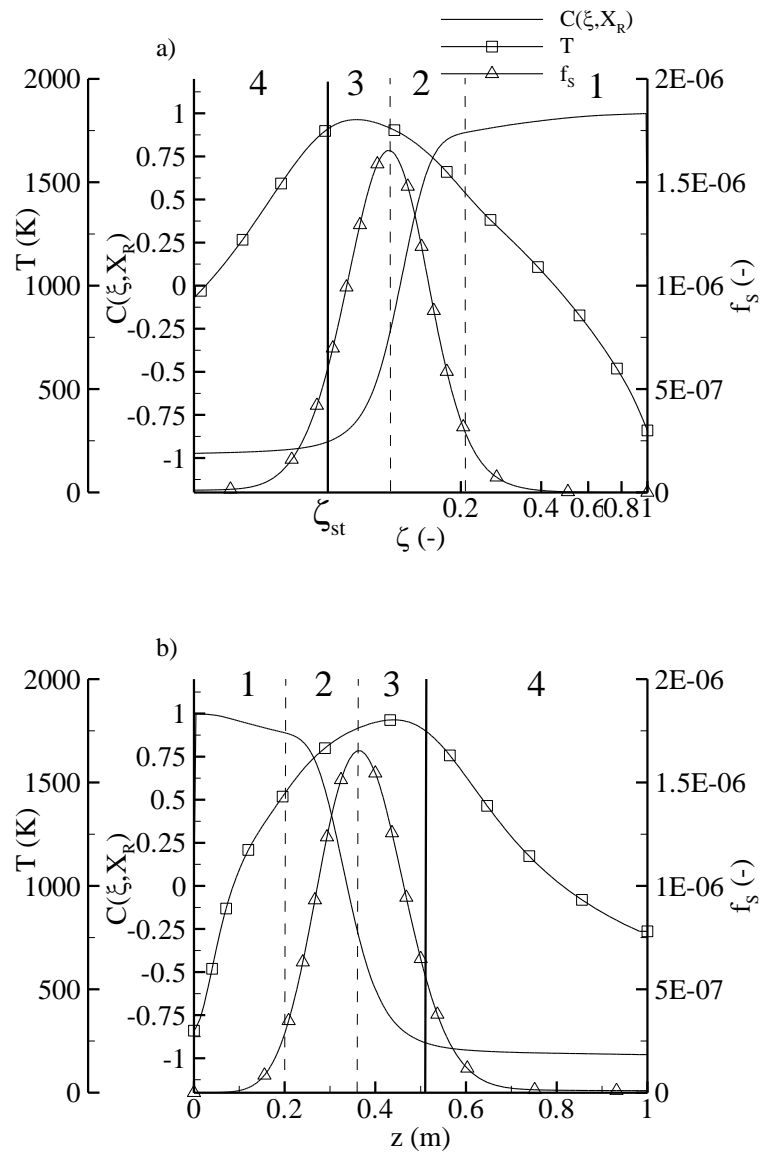 C(ξ,X_R)
T
f_s
a)
4 3 2 1
2000
1500
1000
500
0
T (K)
1
0.75
0.5
0.25
0
-0.25
-0.5
-0.75
-1
C(ξ,X_R)
2E-06
1.5E-06
1E-06
5E-07
0
f_s (-)
ζ_st
0.2 0.4 0.6 0.8 1
ζ (-)
b)
1 2 3 4
2000
1500
1000
500
0
T (K)
1
0.75
0.5
0.25
0
-0.25
-0.5
-0.75
-1
C(ξ,X_R)
2E-06
1.5E-06
1E-06
5E-07
0
f_s (-)
0 0.2 0.4 0.6 0.8 1
z (m)